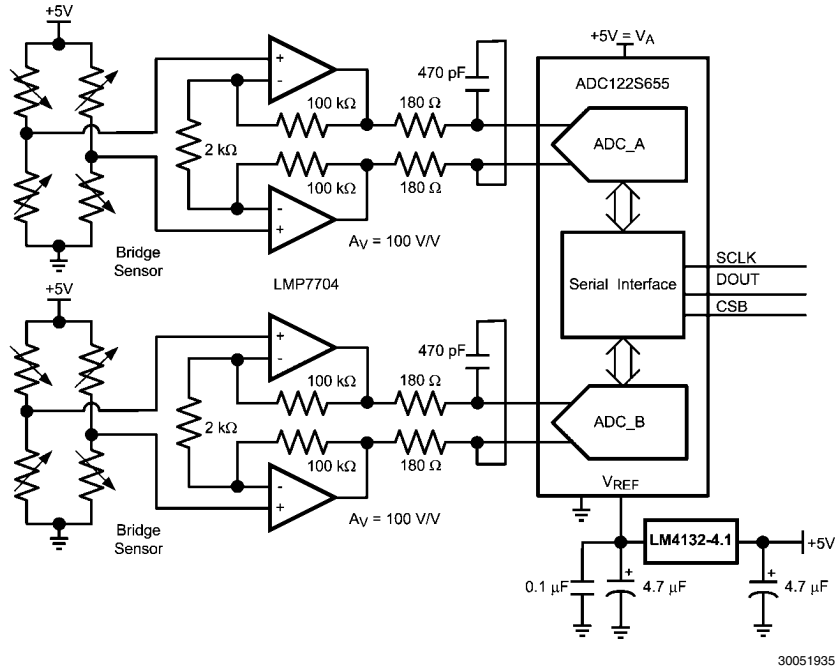 +5V
+5V = V_A
470 pF
ADC122S655
+
-
100 kΩ
180 Ω
2 kΩ
ADC_A
100 kΩ
180 Ω
-
+
Bridge
Sensor
A_V = 100 V/V
SCLK
Serial Interface
DOUT
CSB
LMP7704
+5V
470 pF
+
-
100 kΩ
180 Ω
2 kΩ
ADC_B
100 kΩ
180 Ω
-
+
V_REF
Bridge
Sensor
A_V = 100 V/V
LM4132-4.1
+5V
0.1 µF
+
4.7 µF
+
4.7 µF
30051935